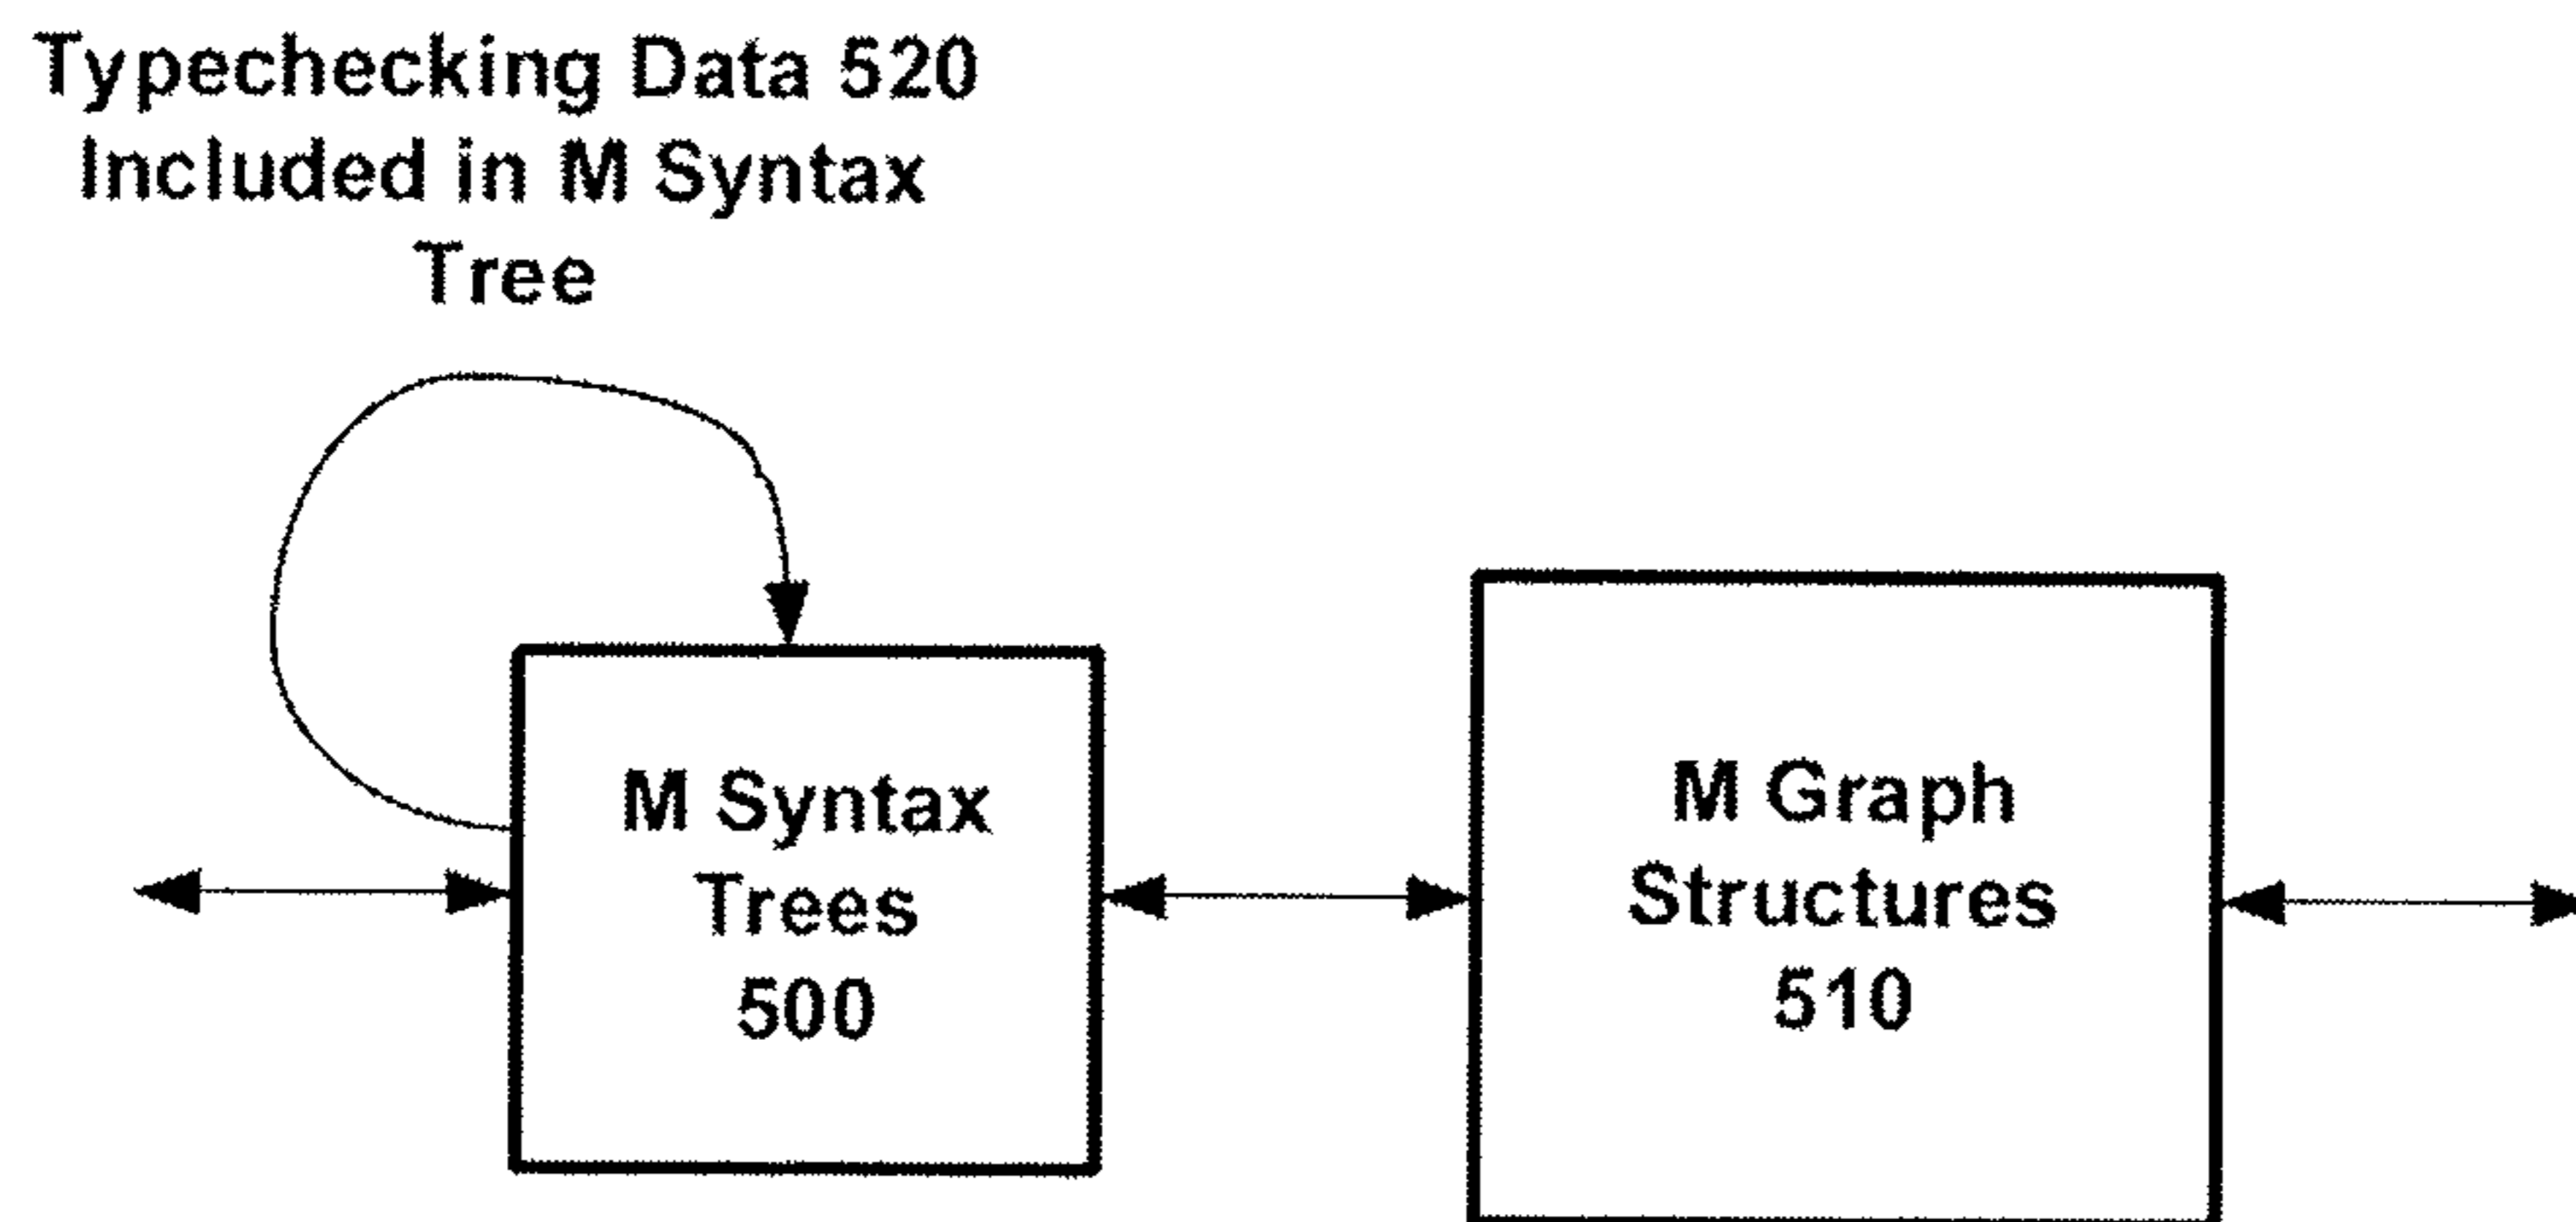 Typechecking Data 520
Included in M Syntax
Tree
M Syntax
Trees
500
M Graph
Structures
510